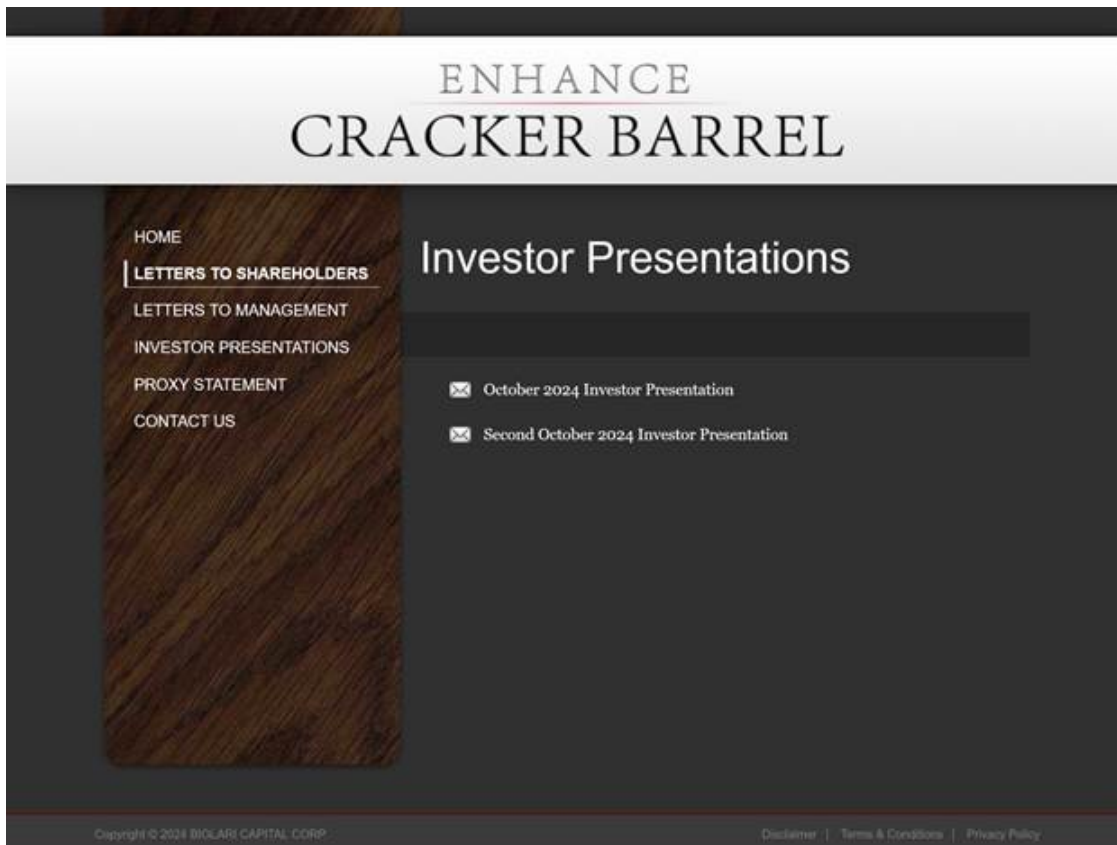 ENHANCE
CRACKER BARREL
HOME
LETTERS TO SHAREHOLDERS
LETTERS TO MANAGEMENT
INVESTOR PRESENTATIONS
PROXY STATEMENT
CONTACT US
Investor Presentations
October 2024 Investor Presentation
Second October 2024 Investor Presentation
Copyright © 2024 BIGLARI CAPITAL CORP
Disclaimer | Terms & Conditions | Privacy Policy